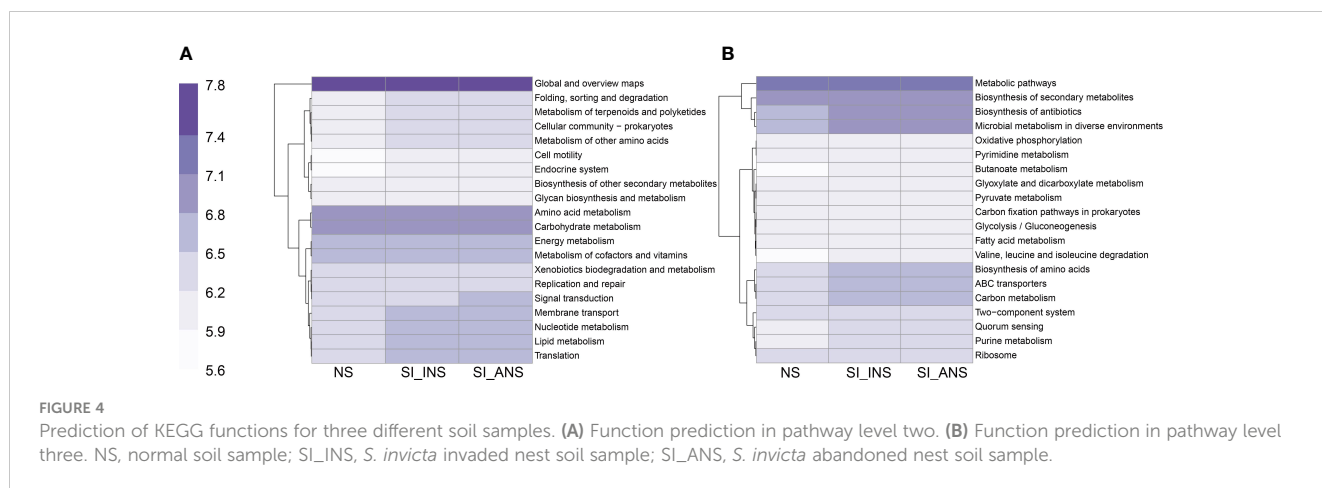 A
B
7.8
7.4
7.1
6.8
6.5
6.2
5.9
5.6
Global and overview maps
Folding, sorting and degradation
Metabolism of terpenoids and polyketides
Cellular community − prokaryotes
Metabolism of other amino acids
Cell motility
Endocrine system
Biosynthesis of other secondary metabolites
Glycan biosynthesis and metabolism
Amino acid metabolism
Carbohydrate metabolism
Energy metabolism
Metabolism of cofactors and vitamins
Xenobiotics biodegradation and metabolism
Replication and repair
Signal transduction
Membrane transport
Nucleotide metabolism
Lipid metabolism
Translation
NS SI_INS SI_ANS
Metabolic pathways
Biosynthesis of secondary metabolites
Biosynthesis of antibiotics
Microbial metabolism in diverse environments
Oxidative phosphorylation
Pyrimidine metabolism
Butanoate metabolism
Glyoxylate and dicarboxylate metabolism
Pyruvate metabolism
Carbon fixation pathways in prokaryotes
Glycolysis / Gluconeogenesis
Fatty acid metabolism
Valine, leucine and isoleucine degradation
Biosynthesis of amino acids
ABC transporters
Carbon metabolism
Two−component system
Quorum sensing
Purine metabolism
Ribosome
NS SI_INS SI_ANS
FIGURE 4
Prediction of KEGG functions for three different soil samples. (A) Function prediction in pathway level two. (B) Function prediction in pathway level
three. NS, normal soil sample; SI_INS, S. invicta invaded nest soil sample; SI_ANS, S. invicta abandoned nest soil sample.